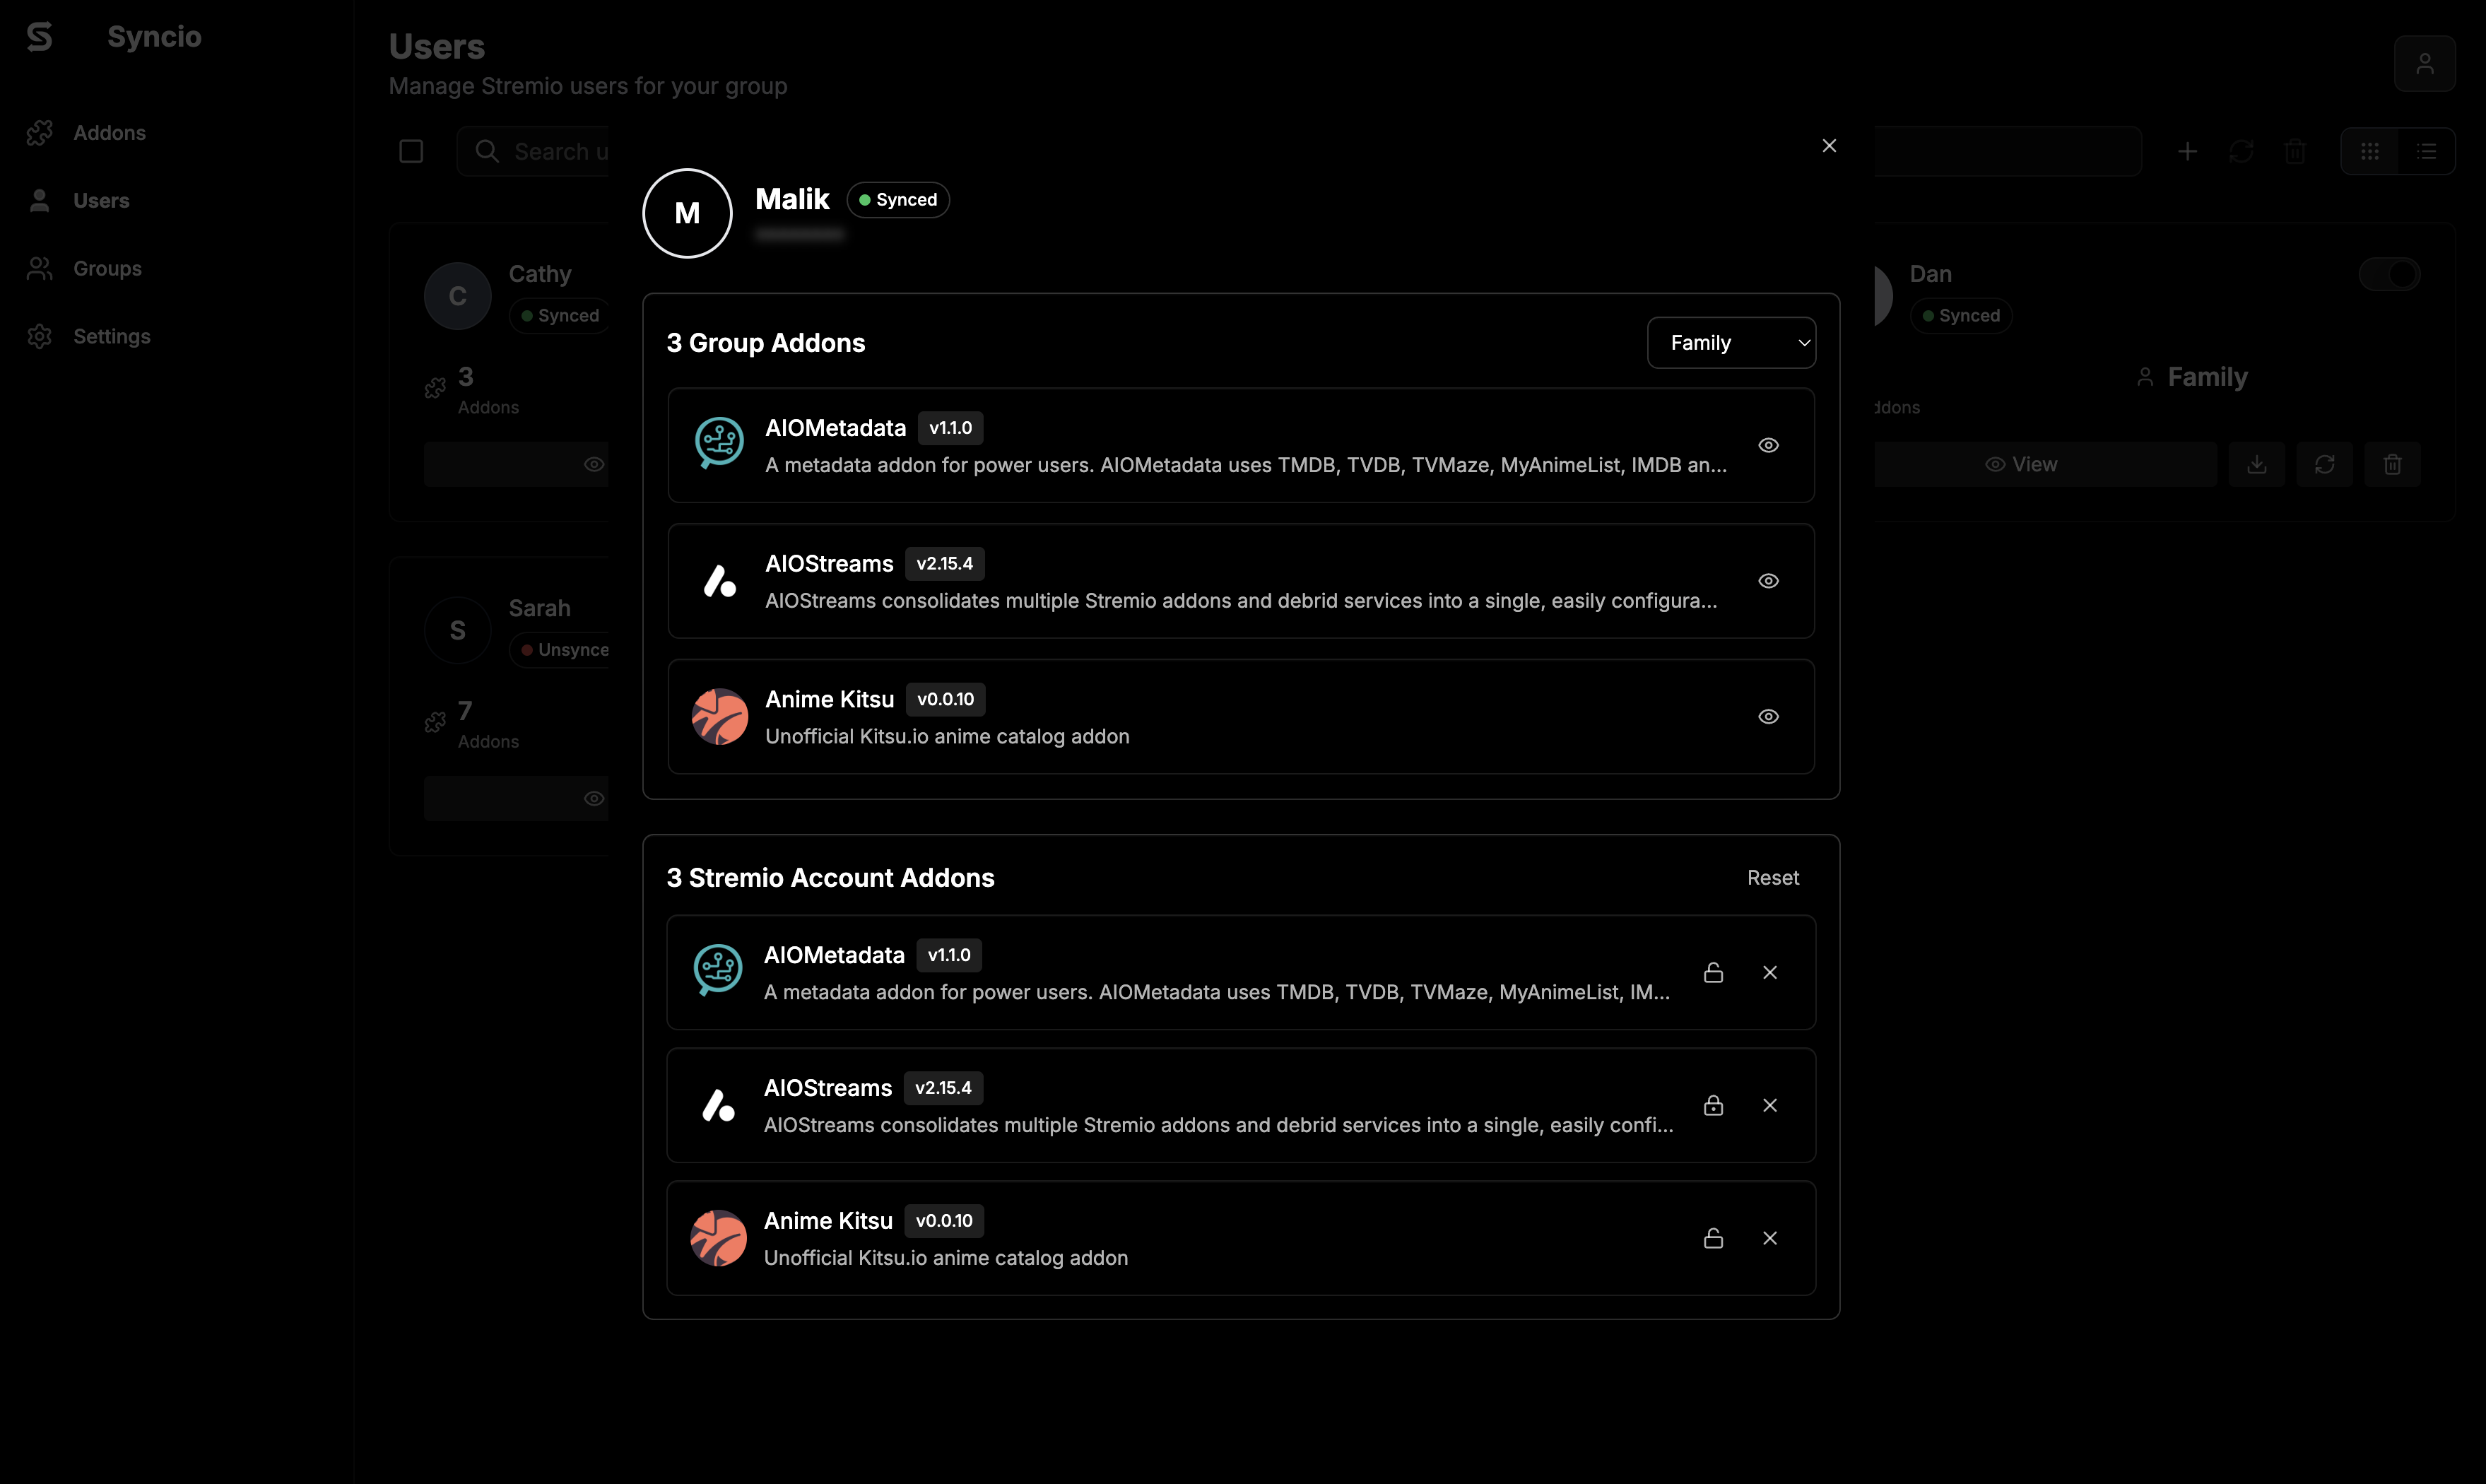 Syncio
Addons
Users
Groups
Settings
Users
Manage Stremio users for your group
Search u
C
Cathy
Synced
3
Addons
S
Sarah
Unsynce
7
Addons
M
Malik
Synced
3 Group Addons
Family
AIOMetadata v1.1.0
A metadata addon for power users. AIOMetadata uses TMDB, TVDB, TVMaze, MyAnimeList, IMDB an...
AIOStreams v2.15.4
AIOStreams consolidates multiple Stremio addons and debrid services into a single, easily configura...
Anime Kitsu v0.0.10
Unofficial Kitsu.io anime catalog addon
3 Stremio Account Addons
Reset
AIOMetadata v1.1.0
A metadata addon for power users. AIOMetadata uses TMDB, TVDB, TVMaze, MyAnimeList, IM...
AIOStreams v2.15.4
AIOStreams consolidates multiple Stremio addons and debrid services into a single, easily confi...
Anime Kitsu v0.0.10
Unofficial Kitsu.io anime catalog addon
Dan
Synced
Family
ddons
View